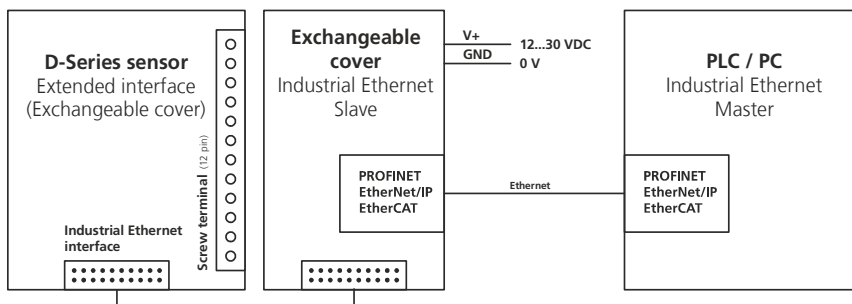 D-Series sensor
Extended interface
(Exchangeable cover)
Screw terminal (12 pin)
Industrial Ethernet
interface
Exchangeable
cover
Industrial Ethernet
Slave
V+
12...30 VDC
GND
0 V
PROFINET
EtherNet/IP
EtherCAT
Ethernet
PLC / PC
Industrial Ethernet
Master
PROFINET
EtherNet/IP
EtherCAT